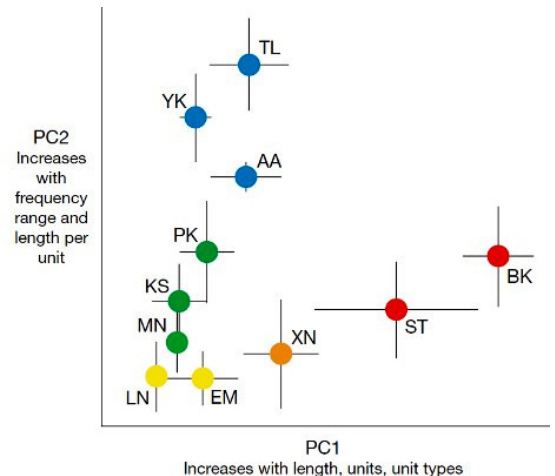 TL
YK
PC2
Increases
with
frequency
range and
length per
unit
AA
PK
BK
KS
ST
MN
XN
LN
EM
PC1
Increases with length, units, unit types